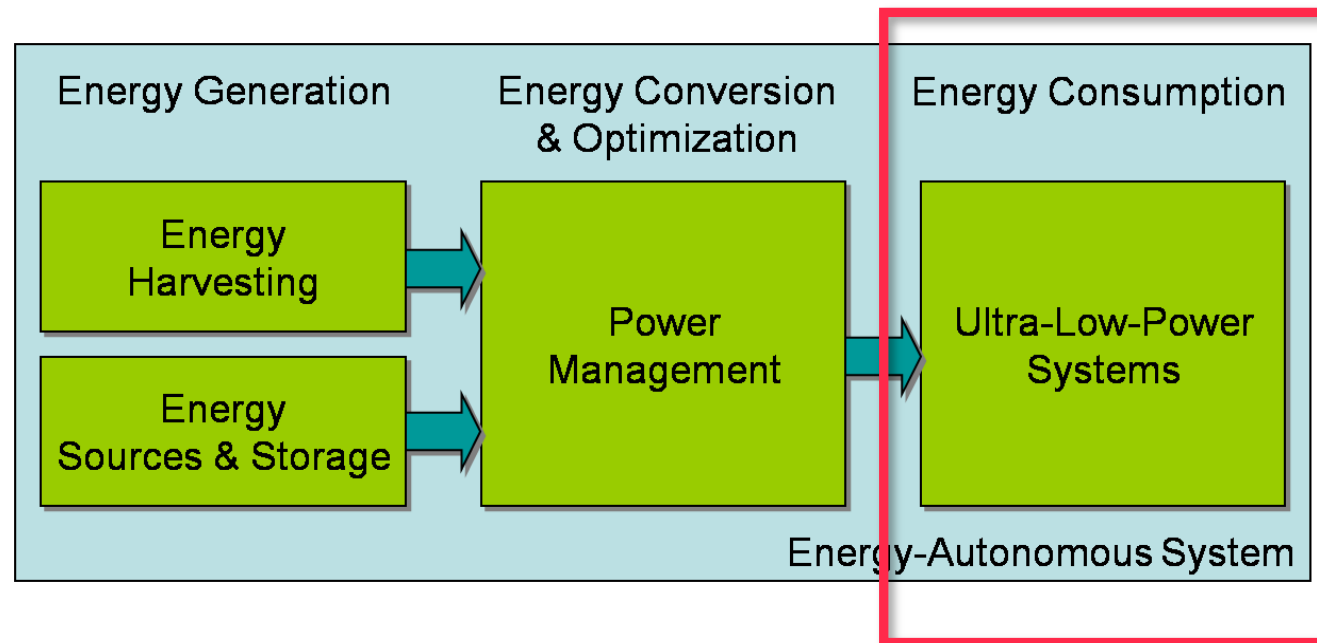 Energy Generation
Energy Conversion
& Optimization
Energy Consumption
Energy
Harvesting
Energy
Sources & Storage
Power
Management
Ultra-Low-Power
Systems
Energy-Autonomous System